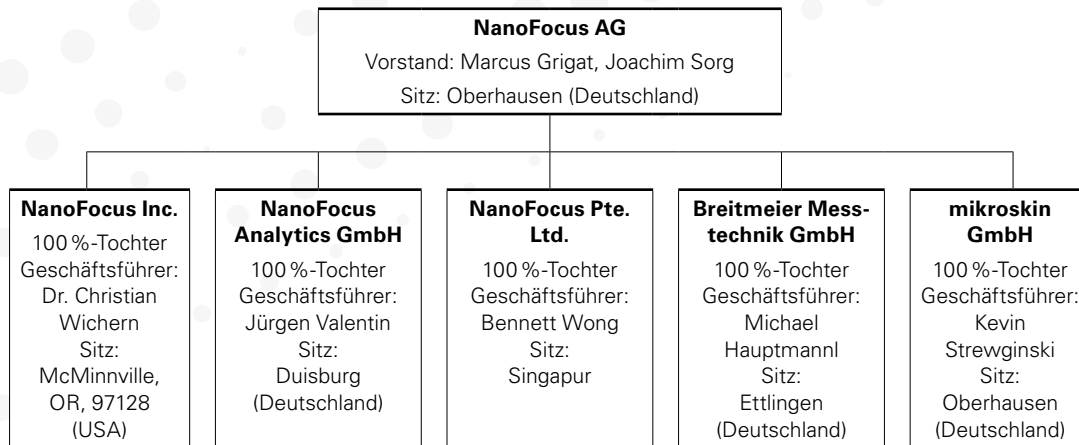 NanoFocus AG
Vorstand: Marcus Grigat, Joachim Sorg
Sitz: Oberhausen (Deutschland)
NanoFocus Inc.
100 %-Tochter
Geschäftsführer:
Dr. Christian
Wichern
Sitz:
McMinnville,
OR, 97128
(USA)
NanoFocus
Analytics GmbH
100 %-Tochter
Geschäftsführer:
Jürgen Valentin
Sitz:
Duisburg
(Deutschland)
NanoFocus Pte.
Ltd.
100 %-Tochter
Geschäftsführer:
Bennett Wong
Sitz:
Singapur
Breitmeier Mess-
technik GmbH
100 %-Tochter
Geschäftsführer:
Michael
Hauptmannl
Sitz:
Ettlingen
(Deutschland)
mikroskin
GmbH
100 %-Tochter
Geschäftsführer:
Kevin
Strewginski
Sitz:
Oberhausen
(Deutschland)